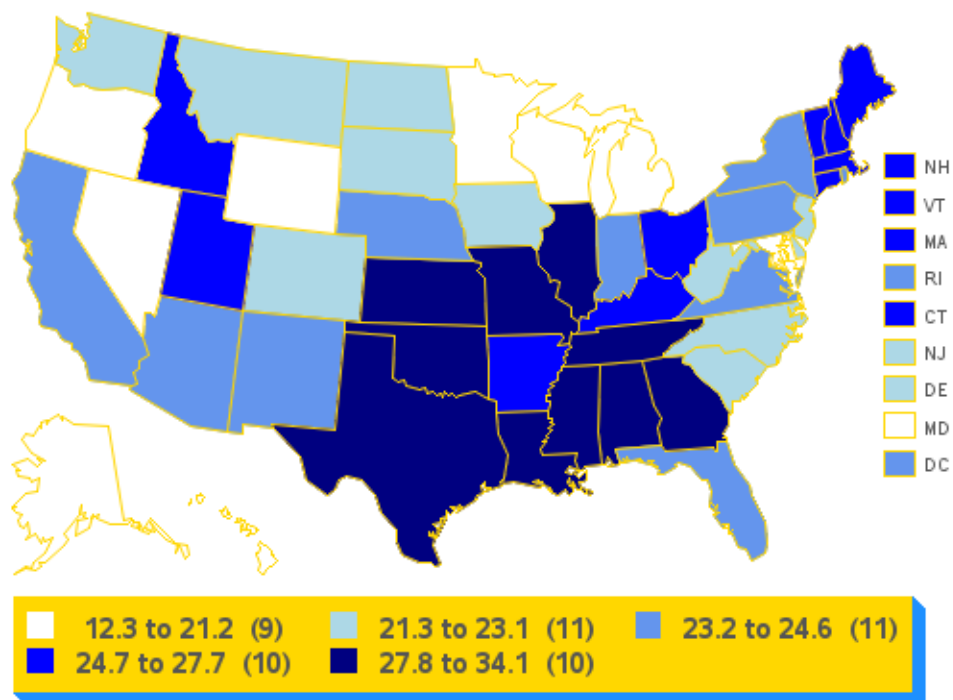 NH
VT
MA
RI
CT
NJ
DE
MD
DC
12.3 to 21.2 (9) 21.3 to 23.1 (11) 23.2 to 24.6 (11)
24.7 to 27.7 (10) 27.8 to 34.1 (10)